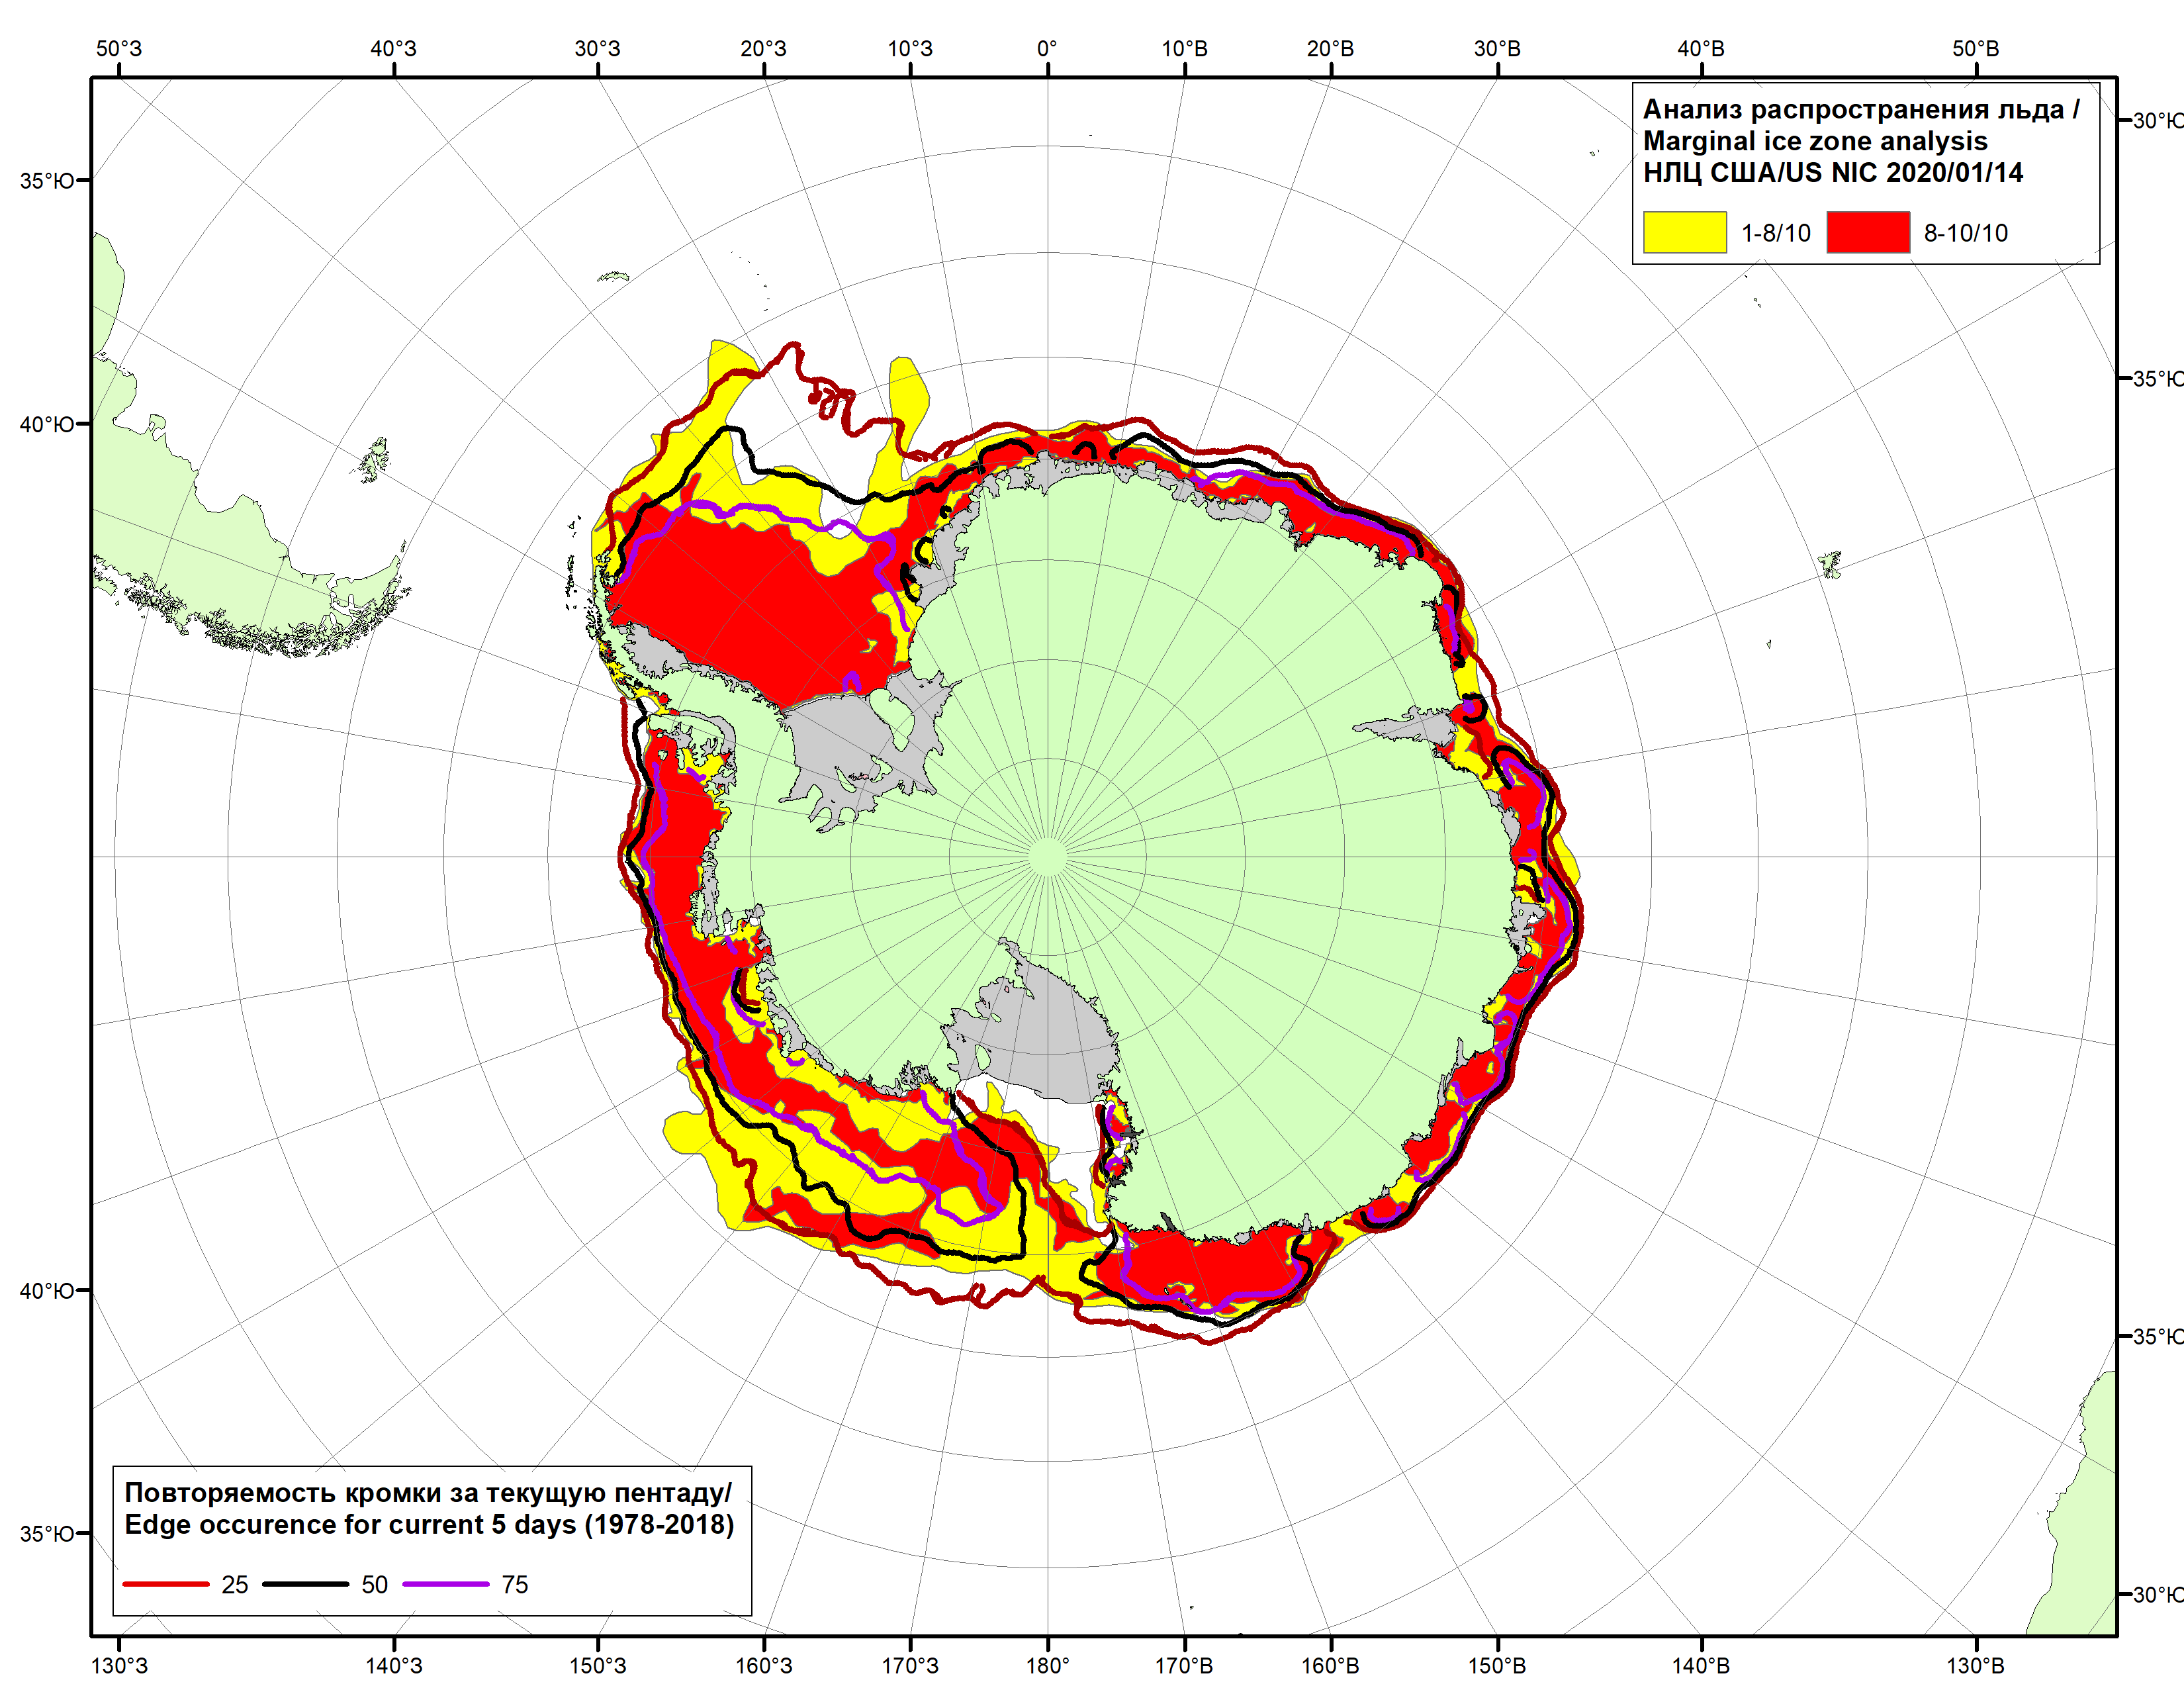 50°З 40°З 30°З 20°З 10°З 0° 10°В 20°В 30°В 40°В 50°В
Анализ распространения льда /
Marginal ice zone analysis
НЛЦ США/US NIC 2020/01/14
1-8/10 8-10/10
30°Ю
35°Ю
35°Ю
40°Ю
40°Ю
35°Ю
35°Ю
30°Ю
Повторяемость кромки за текущую пентаду/
Edge occurence for current 5 days (1978-2018)
25 50 75
130°З 140°З 150°З 160°З 170°З 180° 170°В 160°В 150°В 140°В 130°В